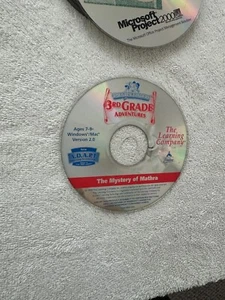 Microsoft
Project 2000
3RD GRADE
ADVENTURES
Ages 7-9+
Windows®/Mac®
Version 2.0
The
Learning
Company
The Mystery of Mathra